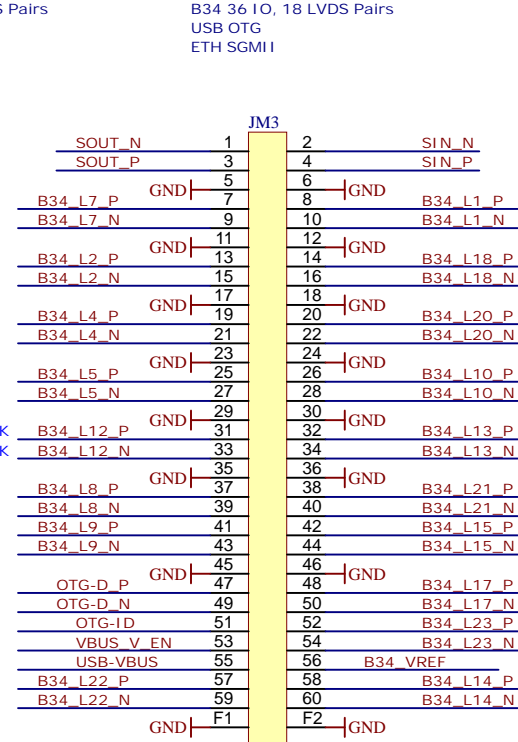 S Pairs B34 36 IO, 18 LVDS Pairs
USB OTG
ETH SGMII
JM3
SOUT_N 1 2 SIN_N
SOUT_P 3 4 SIN_P
GND 5 6 GND
B34_L7_P 7 8 B34_L1_P
B34_L7_N 9 10 B34_L1_N
GND 11 12 GND
B34_L2_P 13 14 B34_L18_P
B34_L2_N 15 16 B34_L18_N
GND 17 18 GND
B34_L4_P 19 20 B34_L20_P
B34_L4_N 21 22 B34_L20_N
GND 23 24 GND
B34_L5_P 25 26 B34_L10_P
B34_L5_N 27 28 B34_L10_N
GND 29 30 GND
K B34_L12_P 31 32 B34_L13_P
K B34_L12_N 33 34 B34_L13_N
GND 35 36 GND
B34_L8_P 37 38 B34_L21_P
B34_L8_N 39 40 B34_L21_N
B34_L9_P 41 42 B34_L15_P
B34_L9_N 43 44 B34_L15_N
GND 45 46 GND
OTG-D_P 47 48 B34_L17_P
OTG-D_N 49 50 B34_L17_N
OTG-ID 51 52 B34_L23_P
VBUS_V_EN 53 54 B34_L23_N
USB-VBUS 55 56 B34_VREF
B34_L22_P 57 58 B34_L14_P
B34_L22_N 59 60 B34_L14_N
GND F1 F2 GND